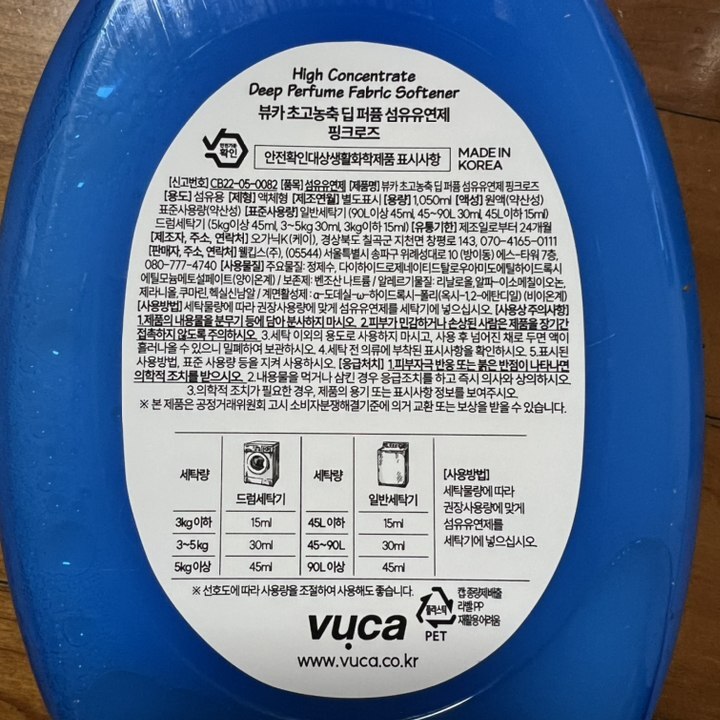 High Concentrate
Deep Perfume Fabric Softener
뷰카 초고농축 딥 퍼퓸 섬유유연제
핑크로즈
안전기준
확인
안전확인대상생활화학제품 표시사항
MADE IN
KOREA
[신고번호] CB22-05-0082 [품목] 섬유유연제 [제품명] 뷰카 초고농축 딥 퍼퓸 섬유유연제 핑크로즈
[용도] 섬유용 [제형] 액체형 [제조연월] 별도표시 [용량] 1,050ml [액성] 원액(약산성)
표준사용량(약산성) [표준사용량] 일반세탁기 (90L이상 45ml, 45~90L 30ml, 45L이하 15ml)
드럼세탁기 (5kg이상 45ml, 3~5kg 30ml, 3kg이하 15ml) [유통기한] 제조일로부터 24개월
[제조자, 주소, 연락처] 오가닉K(케이), 경상북도 칠곡군 지천면 창평로 143, 070-4165-0111
[판매자, 주소, 연락처] 웰킵스(주), (05544) 서울특별시 송파구 위례성대로 10 (방이동) 에스-타워 7층,
080-777-4740 [사용물질] 주요물질: 정제수, 다이하이드로제네이티드탈로우아미도에틸하이드록시
에틸모늄메토설페이트(양이온계) / 보존제: 벤조산 나트륨 / 알레르기물질: 리날로올, 알파-이소메칠이오논,
제라니올, 쿠마린, 헥실신남알 / 계면활성제: α-도데실-ω-하이드록시-폴리(옥시-1,2-에탄디일) (비이온계)
[사용방법] 세탁물량에 따라 권장사용량에 맞게 섬유유연제를 세탁기에 넣으십시오. [사용상 주의사항]
1.제품의 내용물을 분무기 등에 담아 분사하지 마시오. 2.피부가 민감하거나 손상된 사람은 제품을 장기간
접촉하지 않도록 주의하시오. 3.세탁 이외의 용도로 사용하지 마시고, 사용 후 넘어진 채로 두면 액이
흘러나올 수 있으니 밀폐하여 보관하시오. 4.세탁 전 의류에 부착된 표시사항을 확인하시오. 5.표시된
사용방법, 표준 사용량 등을 지켜 사용하시오. [응급처치] 1.피부자극 반응 또는 붉은 반점이 나타나면
의학적 조치를 받으시오. 2.내용물을 먹거나 삼킨 경우 응급조치를 하고 즉시 의사와 상의하시오.
3.의학적 조치가 필요한 경우, 제품의 용기 또는 표시사항 정보를 보여주시오.
※ 본 제품은 공정거래위원회 고시 소비자분쟁해결기준에 의거 교환 또는 보상을 받을 수 있습니다.
세탁량 드럼세탁기 세탁량 일반세탁기
3kg 이하 15ml 45L 이하 15ml
3~5kg 30ml 45~90L 30ml
5kg 이상 45ml 90L 이상 45ml
[사용방법]
세탁물량에 따라
권장사용량에 맞게
섬유유연제를
세탁기에 넣으십시오.
※ 선호도에 따라 사용량을 조절하여 사용해도 좋습니다.
vuca
www.vuca.co.kr
플라스틱
PET
캡 종량제배출
라벨 PP
재활용어려움